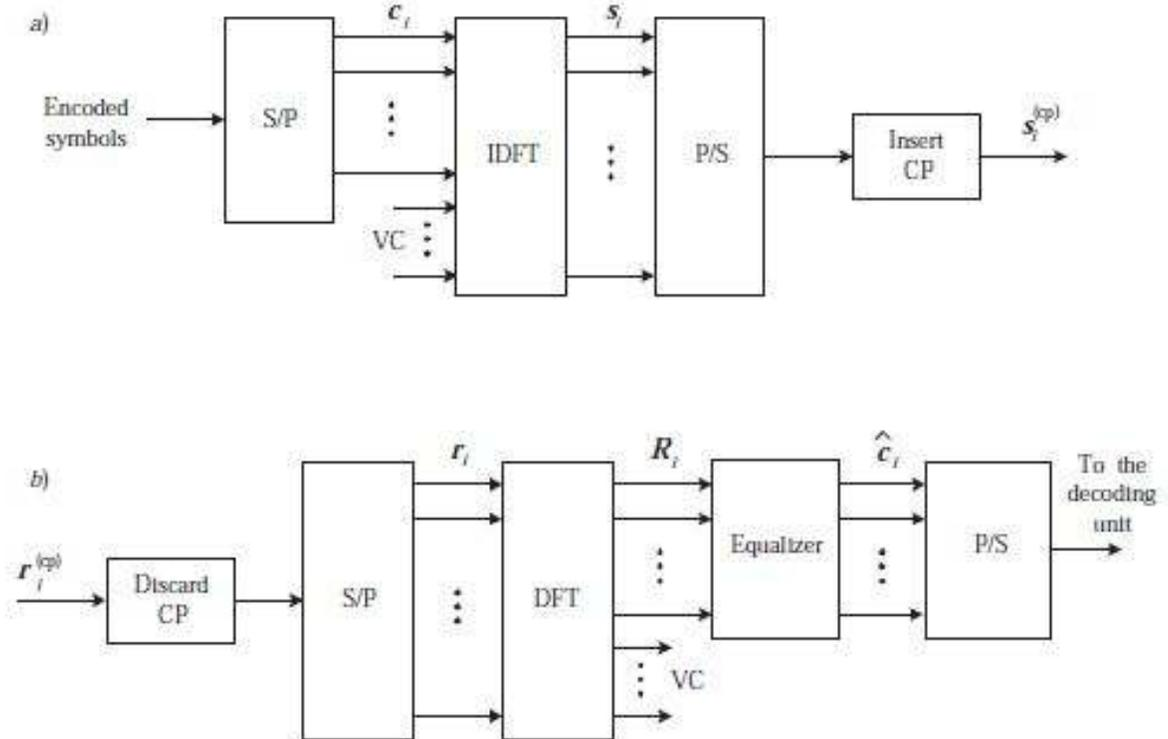 a)
c_i
s_i
Encoded
symbols
S/P
IDFT
P/S
Insert
CP
s_i^(cp)
VC
b)
r_i
R_i
ĉ_i
To the
decoding
unit
r_i^(cp)
Discard
CP
S/P
DFT
Equalizer
P/S
VC